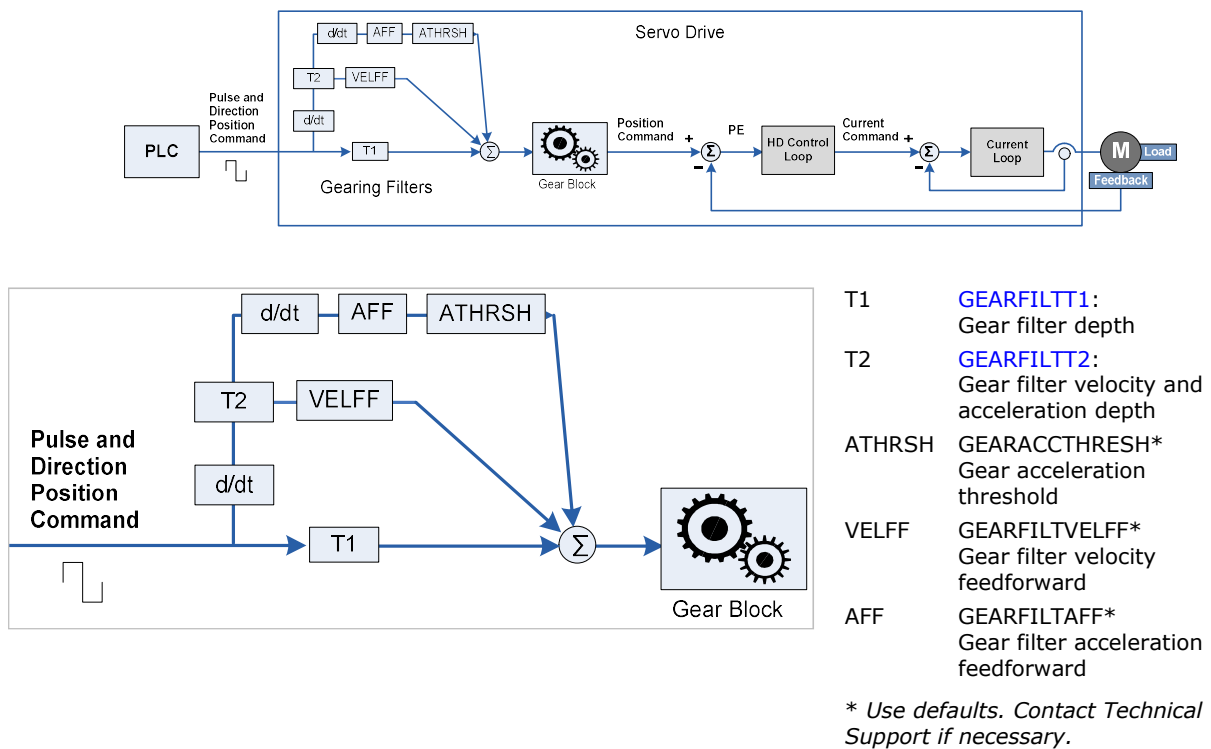 Servo Drive
d/dt
AFF
ATHRSH
T2
VELFF
d/dt
T1
Σ
Gearing Filters
PLC
Pulse and
Direction
Position
Command
Gear Block
Position
Command
+
Σ
−
PE
HD Control
Loop
Current
Command
+
Σ
−
Current
Loop
M
Load
Feedback
d/dt
AFF
ATHRSH
T2
VELFF
d/dt
Pulse and
Direction
Position
Command
T1
Σ
Gear Block
T1 GEARFILTT1:
Gear filter depth
T2 GEARFILTT2:
Gear filter velocity and
acceleration depth
ATHRSH GEARACCTHRESH*
Gear acceleration
threshold
VELFF GEARFILTVELFF*
Gear filter velocity
feedforward
AFF GEARFILTAFF*
Gear filter acceleration
feedforward
* Use defaults. Contact Technical
Support if necessary.